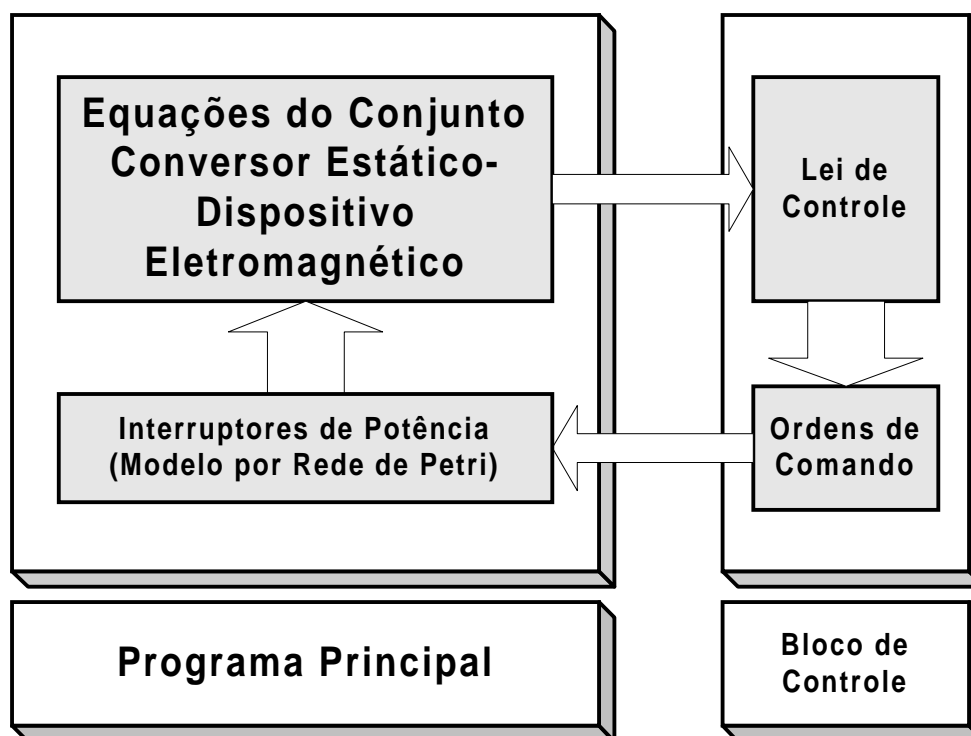 Equações do Conjunto
Conversor Estático-
Dispositivo
Eletromagnético
Lei de
Controle
Interruptores de Potência
(Modelo por Rede de Petri)
Ordens de
Comando
Programa Principal
Bloco de
Controle